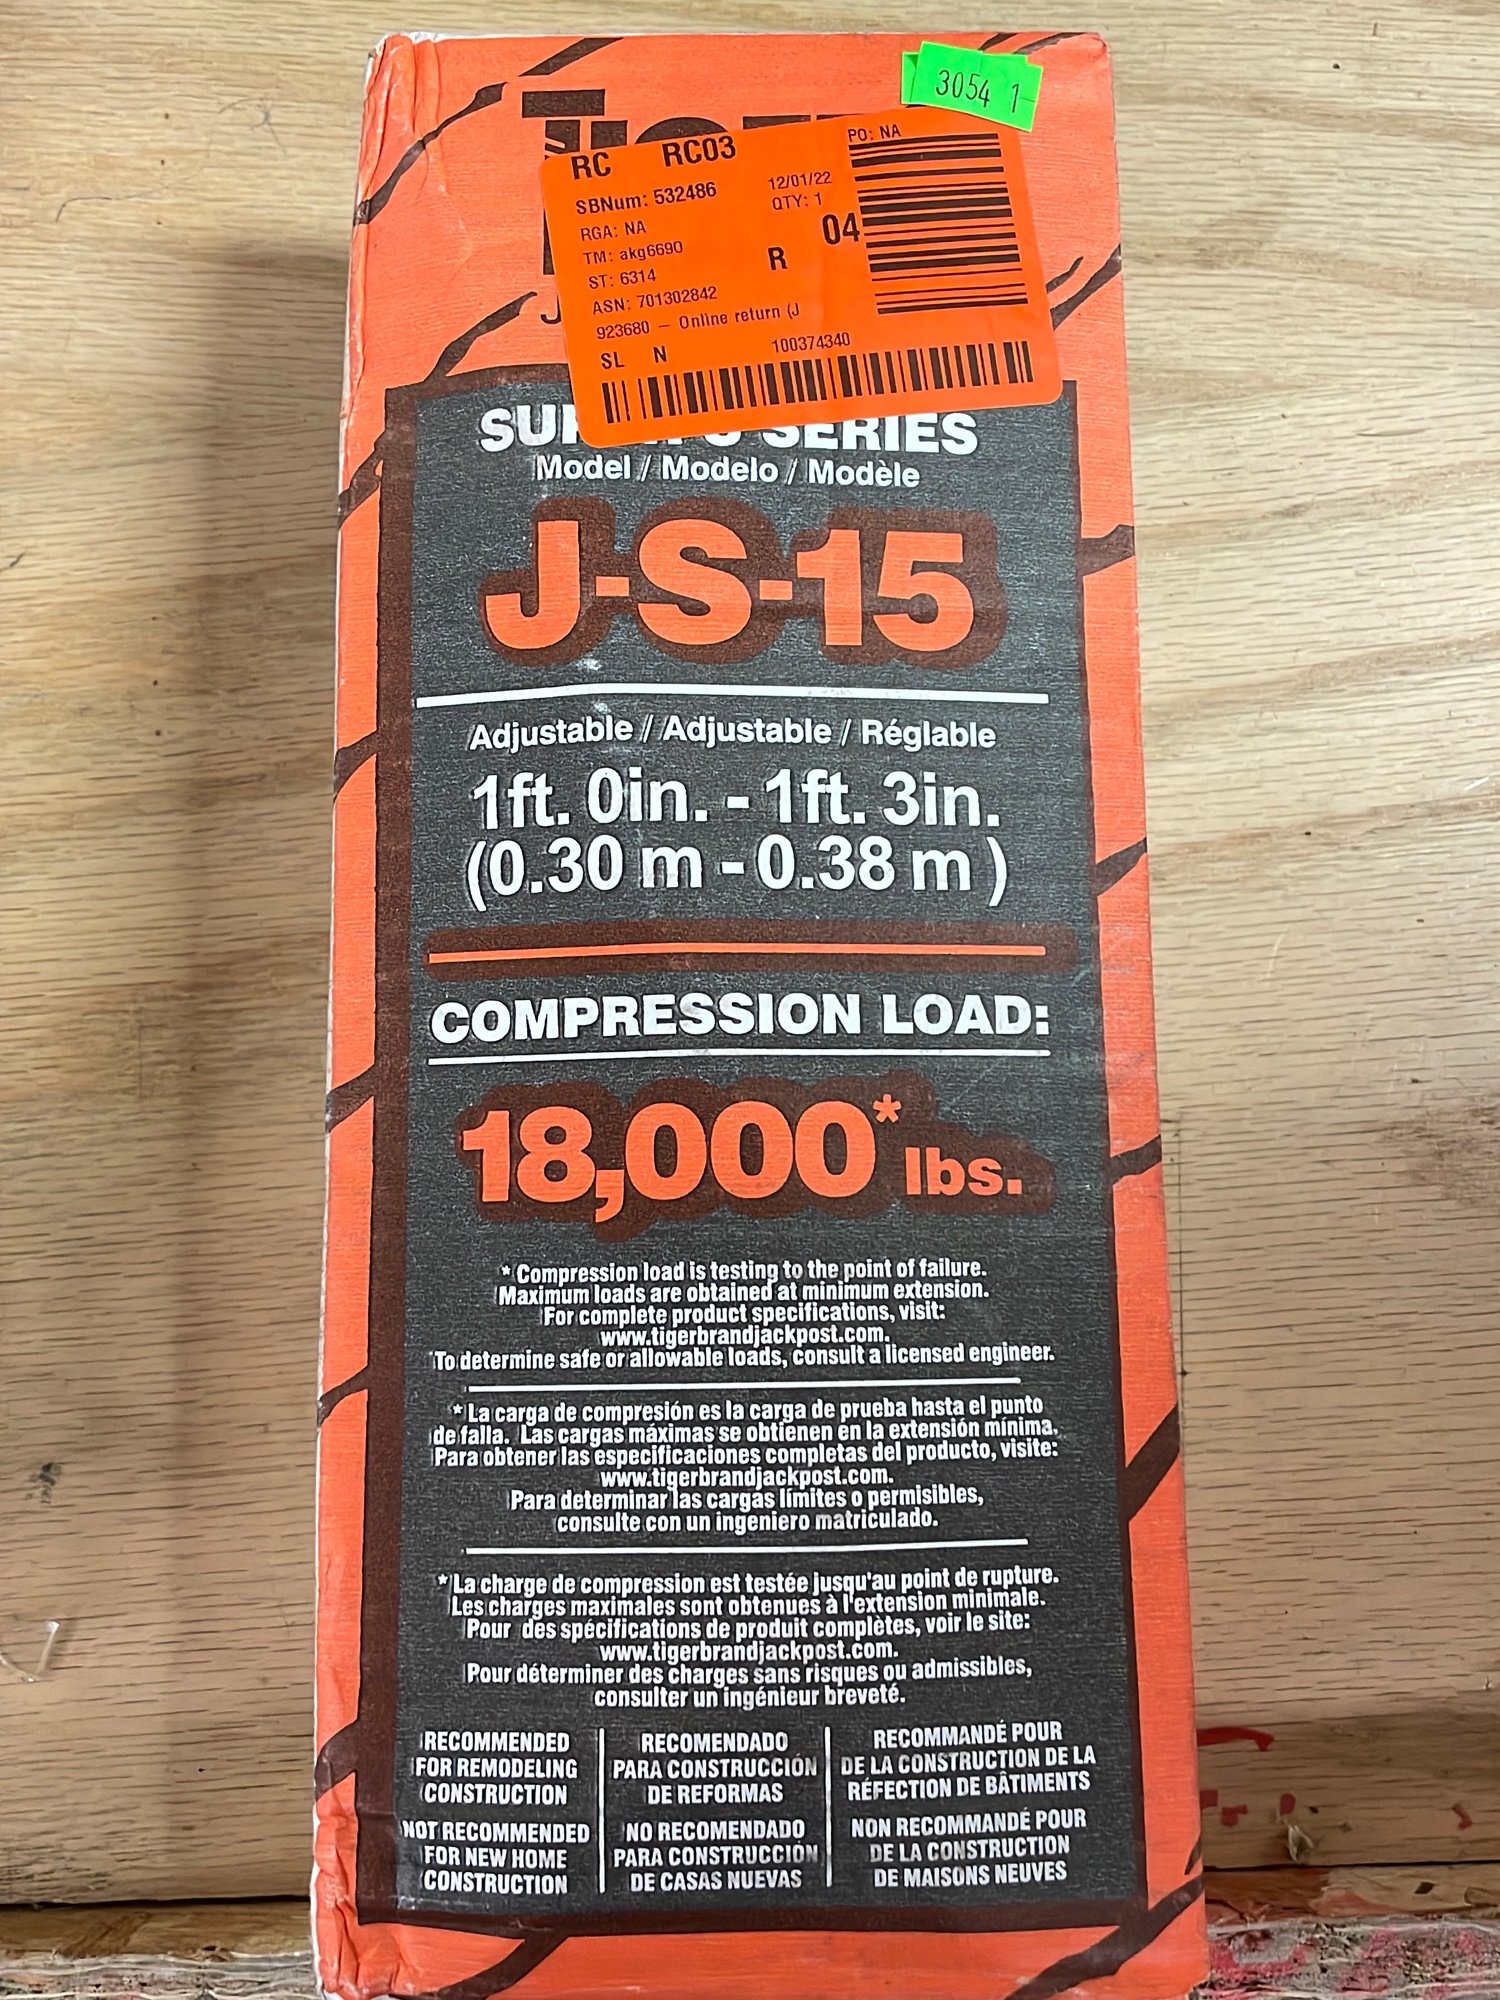 3054 1
RC RC03
PO: NA
SBNum: 532486
12/01/22
RGA: NA
QTY: 1
TM: akg6690
R 04
ST: 6314
ASN: 701302842
923680 — Online return (J
SL N 100374340
SERIES
Model / Modelo / Modèle
J-S-15
Adjustable / Adjustable / Réglable
1ft. 0in. - 1ft. 3in.
(0.30 m - 0.38 m )
COMPRESSION LOAD:
18,000* lbs.
* Compression load is testing to the point of failure.
Maximum loads are obtained at minimum extension.
For complete product specifications, visit:
www.tigerbrandjackpost.com.
To determine safe or allowable loads, consult a licensed engineer.
* La carga de compresión es la carga de prueba hasta el punto
de falla. Las cargas máximas se obtienen en la extensión mínima.
Para obtener las especificaciones completas del producto, visite:
www.tigerbrandjackpost.com.
Para determinar las cargas límites o permisibles,
consulte con un ingeniero matriculado.
* La charge de compression est testée jusqu'au point de rupture.
Les charges maximales sont obtenues à l'extension minimale.
Pour des spécifications de produit complètes, voir le site:
www.tigerbrandjackpost.com.
Pour déterminer des charges sans risques ou admissibles,
consulter un ingénieur breveté.
RECOMMENDED
FOR REMODELING
CONSTRUCTION
NOT RECOMMENDED
FOR NEW HOME
CONSTRUCTION
RECOMENDADO
PARA CONSTRUCCIÓN
DE REFORMAS
NO RECOMENDADO
PARA CONSTRUCCIÓN
DE CASAS NUEVAS
RECOMMANDÉ POUR
DE LA CONSTRUCTION DE LA
RÉFECTION DE BÂTIMENTS
NON RECOMMANDÉ POUR
DE LA CONSTRUCTION
DE MAISONS NEUVES